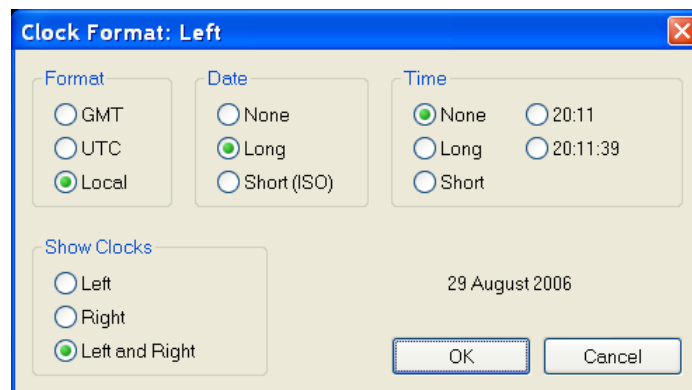 Clock Format: Left
Format
GMT
UTC
Local
Date
None
Long
Short (ISO)
Time
None
Long
Short
20:11
20:11:39
Show Clocks
Left
Right
Left and Right
29 August 2006
OK
Cancel